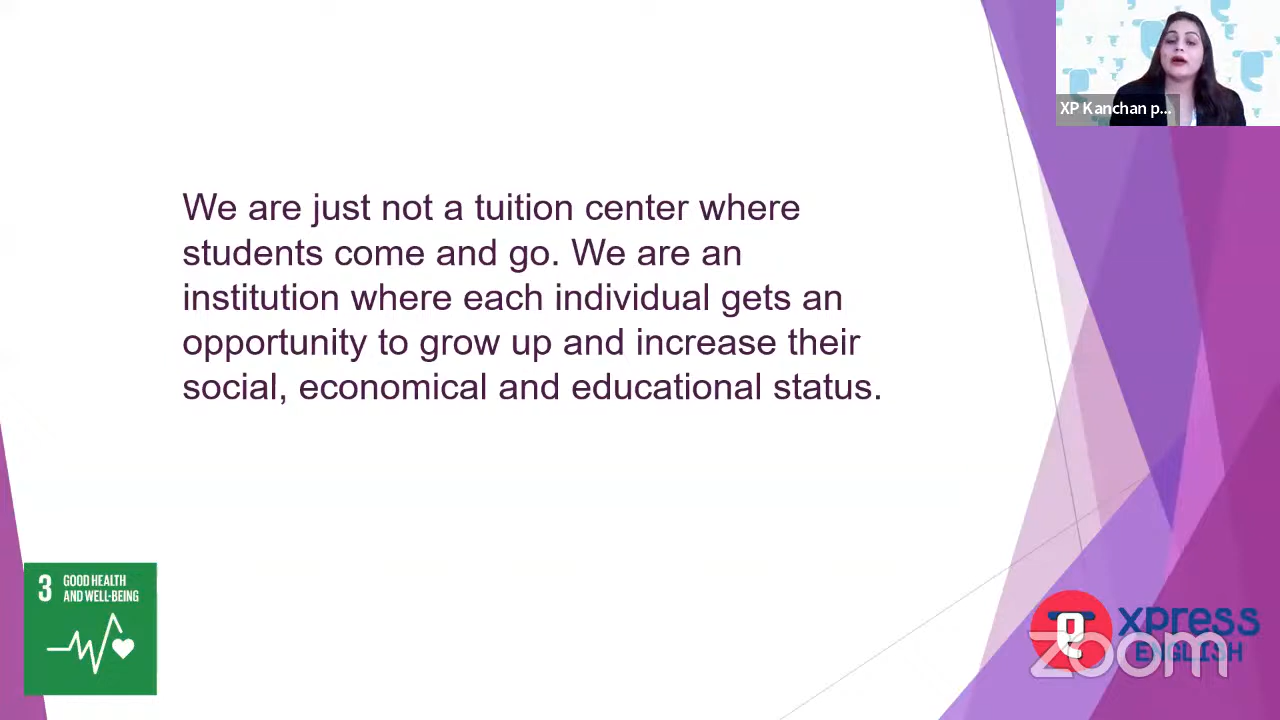 XP Kanchan p...
We are just not a tuition center where
students come and go. We are an
institution where each individual gets an
opportunity to grow up and increase their
social, economical and educational status.
3 GOOD HEALTH
AND WELL-BEING
xpress
ENGLISH
zoom